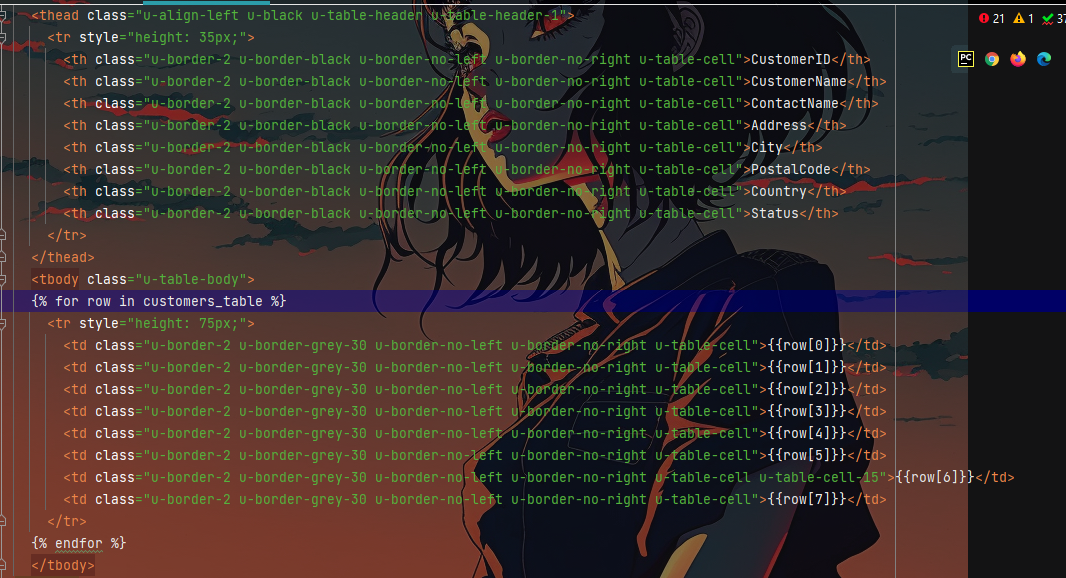 <thead class="u-align-left u-black u-table-header u-table-header-1">
<tr style="height: 35px;">
<th class="u-border-2 u-border-black u-border-no-left u-border-no-right u-table-cell">CustomerID</th>
<th class="u-border-2 u-border-black u-border-no-left u-border-no-right u-table-cell">CustomerName</th>
<th class="u-border-2 u-border-black u-border-no-left u-border-no-right u-table-cell">ContactName</th>
<th class="u-border-2 u-border-black u-border-no-left u-border-no-right u-table-cell">Address</th>
<th class="u-border-2 u-border-black u-border-no-left u-border-no-right u-table-cell">City</th>
<th class="u-border-2 u-border-black u-border-no-left u-border-no-right u-table-cell">PostalCode</th>
<th class="u-border-2 u-border-black u-border-no-left u-border-no-right u-table-cell">Country</th>
<th class="u-border-2 u-border-black u-border-no-left u-border-no-right u-table-cell">Status</th>
</tr>
</thead>
<tbody class="u-table-body">
{% for row in customers_table %}
<tr style="height: 75px;">
<td class="u-border-2 u-border-grey-30 u-border-no-left u-border-no-right u-table-cell">{{row[0]}}</td>
<td class="u-border-2 u-border-grey-30 u-border-no-left u-border-no-right u-table-cell">{{row[1]}}</td>
<td class="u-border-2 u-border-grey-30 u-border-no-left u-border-no-right u-table-cell">{{row[2]}}</td>
<td class="u-border-2 u-border-grey-30 u-border-no-left u-border-no-right u-table-cell">{{row[3]}}</td>
<td class="u-border-2 u-border-grey-30 u-border-no-left u-border-no-right u-table-cell">{{row[4]}}</td>
<td class="u-border-2 u-border-grey-30 u-border-no-left u-border-no-right u-table-cell">{{row[5]}}</td>
<td class="u-border-2 u-border-grey-30 u-border-no-left u-border-no-right u-table-cell u-table-cell-15">{{row[6]}}</td>
<td class="u-border-2 u-border-grey-30 u-border-no-left u-border-no-right u-table-cell">{{row[7]}}</td>
</tr>
{% endfor %}
</tbody>
21 1
PC